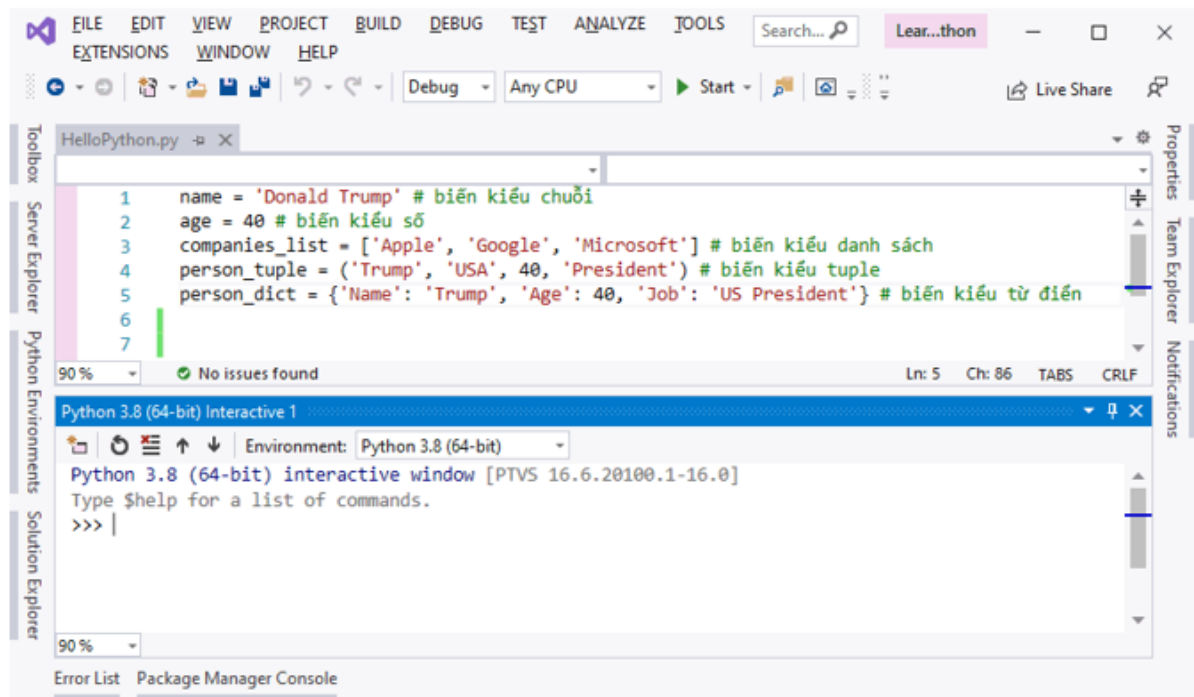 FILE EDIT VIEW PROJECT BUILD DEBUG TEST ANALYZE TOOLS Search... Lear...thon
EXTENSIONS WINDOW HELP
Debug Any CPU Start Live Share
HelloPython.py
1 name = 'Donald Trump' # biến kiểu chuỗi
2 age = 40 # biến kiểu số
3 companies_list = ['Apple', 'Google', 'Microsoft'] # biến kiểu danh sách
4 person_tuple = ('Trump', 'USA', 40, 'President') # biến kiểu tuple
5 person_dict = {'Name': 'Trump', 'Age': 40, 'Job': 'US President'} # biến kiểu từ điển
6
7
90 % No issues found Ln: 5 Ch: 86 TABS CRLF
Python 3.8 (64-bit) Interactive 1
Environment: Python 3.8 (64-bit)
Python 3.8 (64-bit) interactive window [PTVS 16.6.20100.1-16.0]
Type $help for a list of commands.
>>>
90 %
Error List Package Manager Console
Toolbox
Server Explorer
Python Environments
Solution Explorer
Properties
Team Explorer
Notifications